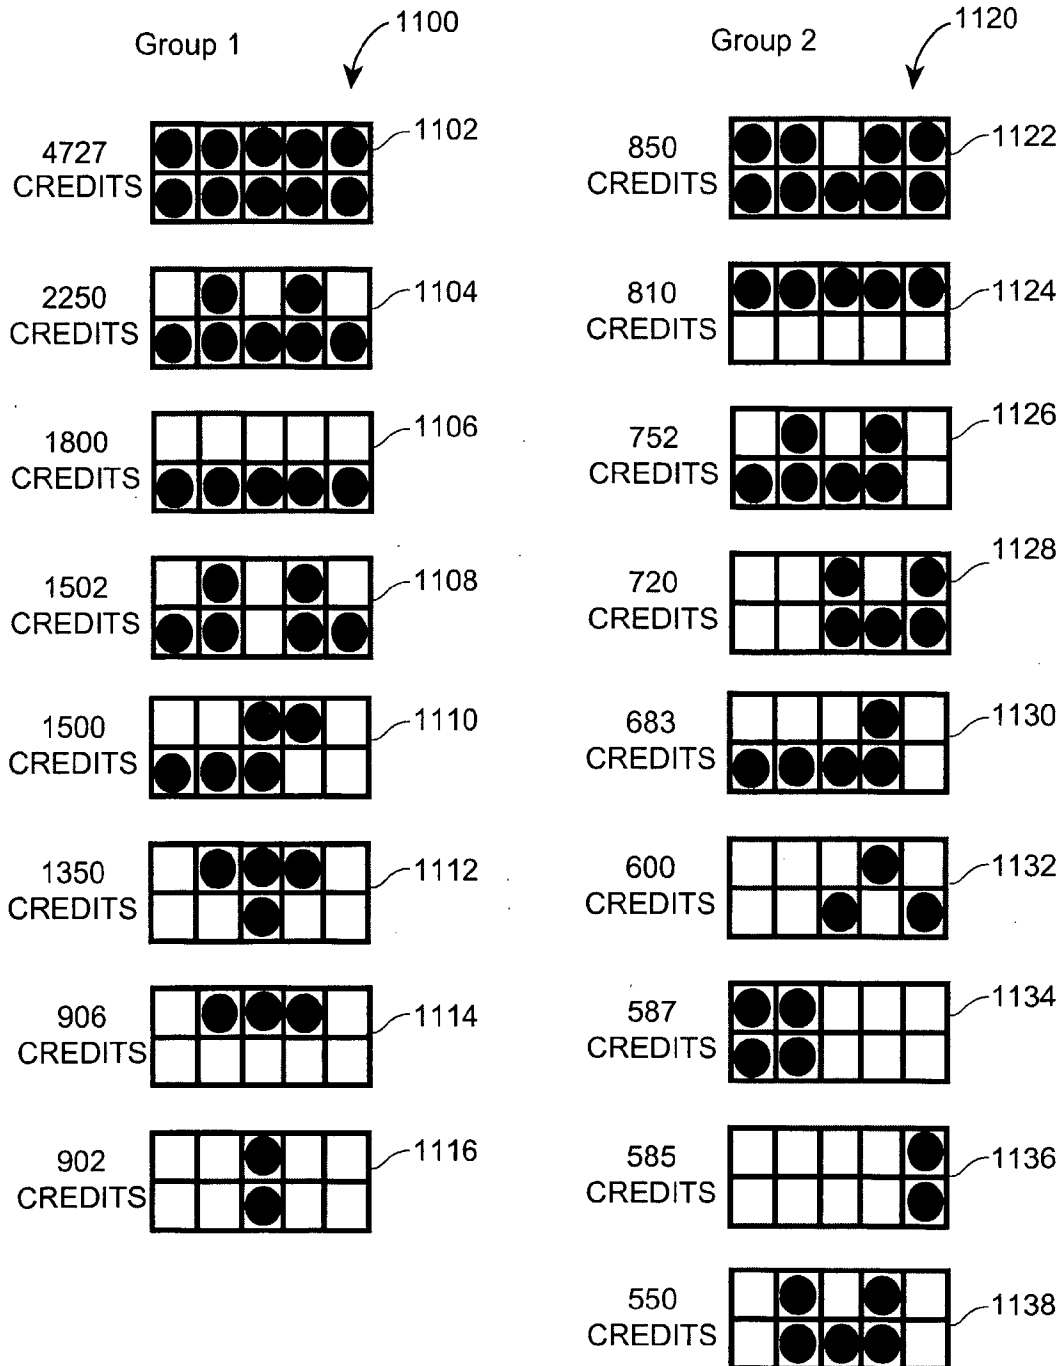 Group 1
1100
4727
CREDITS
1102
2250
CREDITS
1104
1800
CREDITS
1106
1502
CREDITS
1108
1500
CREDITS
1110
1350
CREDITS
1112
906
CREDITS
1114
902
CREDITS
1116
Group 2
1120
850
CREDITS
1122
810
CREDITS
1124
752
CREDITS
1126
720
CREDITS
1128
683
CREDITS
1130
600
CREDITS
1132
587
CREDITS
1134
585
CREDITS
1136
550
CREDITS
1138